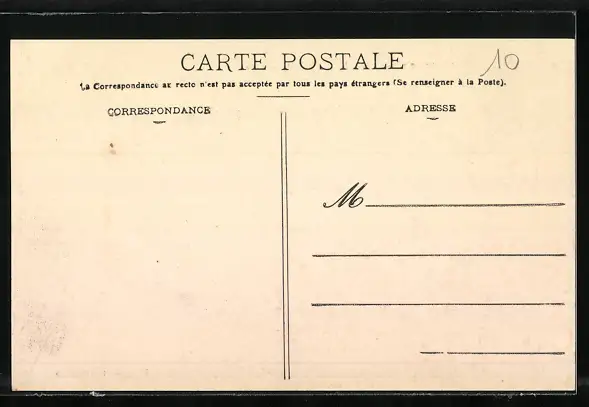 CARTE POSTALE
10
La Correspondance au recto n'est pas acceptée par tous les pays étrangers (Se renseigner à la Poste).
CORRESPONDANCE
ADRESSE
M